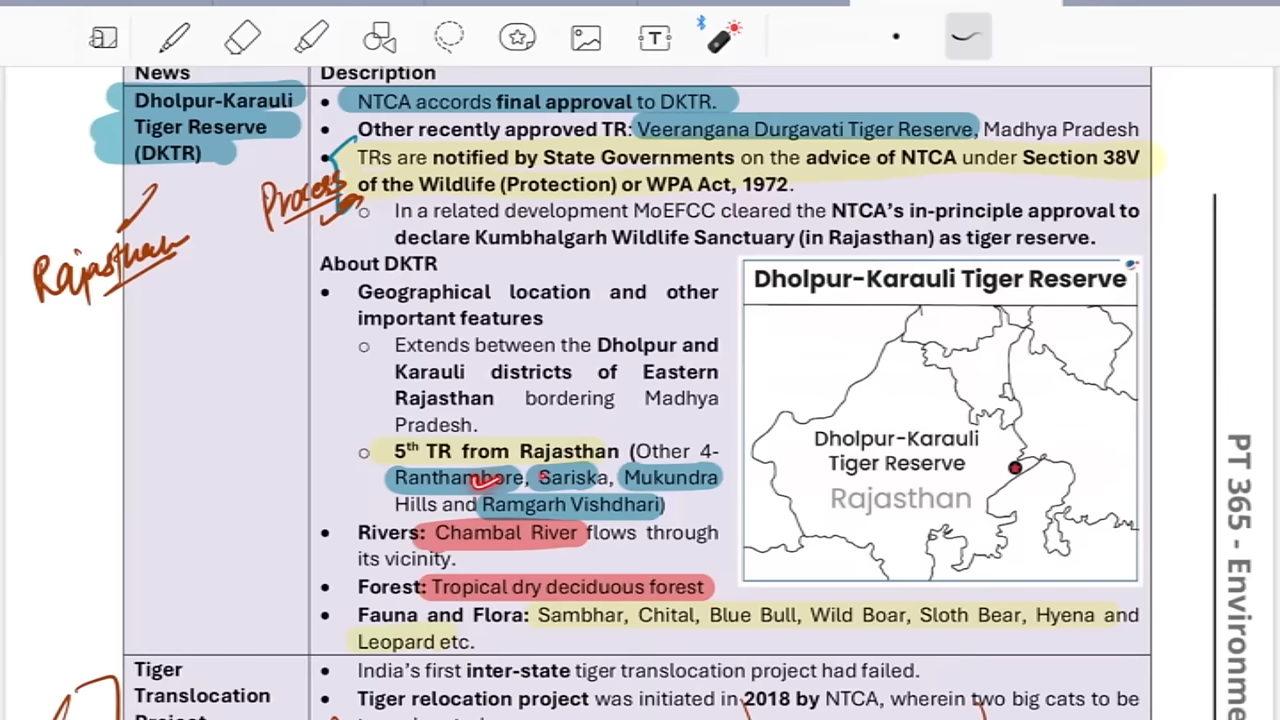 News
Description
Dholpur-Karauli
Tiger Reserve
(DKTR)
• NTCA accords final approval to DKTR.
• Other recently approved TR: Veerangana Durgavati Tiger Reserve, Madhya Pradesh
• TRs are notified by State Governments on the advice of NTCA under Section 38V
of the Wildlife (Protection) or WPA Act, 1972.
Process
o In a related development MoEFCC cleared the NTCA's in-principle approval to
declare Kumbhalgarh Wildlife Sanctuary (in Rajasthan) as tiger reserve.
Rajasthan
About DKTR
• Geographical location and other
important features
o Extends between the Dholpur and
Karauli districts of Eastern
Rajasthan bordering Madhya
Pradesh.
o 5th TR from Rajasthan (Other 4-
Ranthambore, Sariska, Mukundra
Hills and Ramgarh Vishdhari)
• Rivers: Chambal River flows through
its vicinity.
• Forest: Tropical dry deciduous forest
• Fauna and Flora: Sambhar, Chital, Blue Bull, Wild Boar, Sloth Bear, Hyena and
Leopard etc.
Dholpur-Karauli Tiger Reserve
Dholpur-Karauli
Tiger Reserve
Rajasthan
Tiger
Translocation
Project
• India's first inter-state tiger translocation project had failed.
• Tiger relocation project was initiated in 2018 by NTCA, wherein two big cats to be
PT 365 - Environme
T